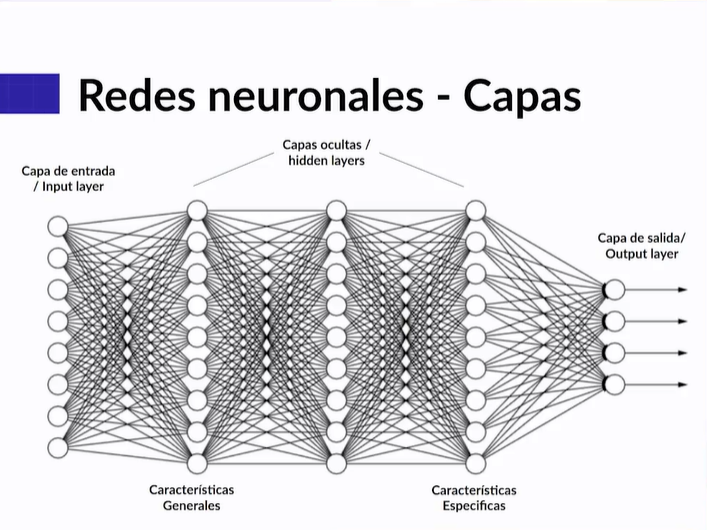 Redes neuronales - Capas
Capas ocultas /
hidden layers
Capa de entrada
/ Input layer
Capa de salida/
Output layer
Características
Generales
Características
Especificas